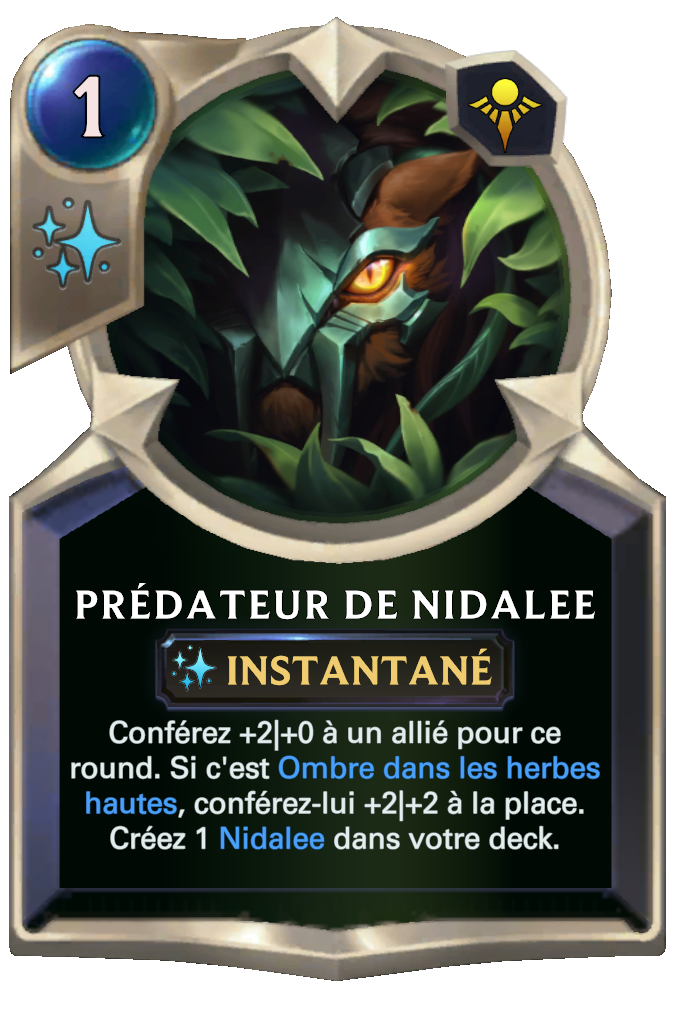 1
PRÉDATEUR DE NIDALEE
INSTANTANÉ
Conférez +2|+0 à un allié pour ce
round. Si c'est Ombre dans les herbes
hautes, conférez-lui +2|+2 à la place.
Créez 1 Nidalee dans votre deck.